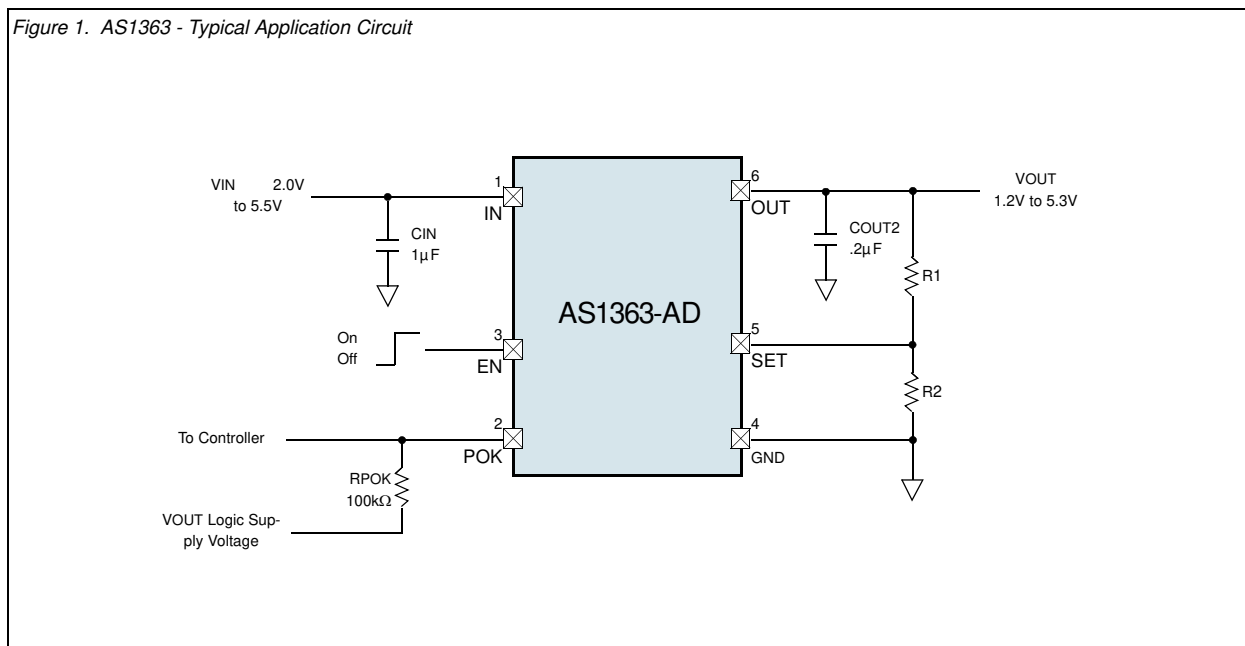 Figure 1. AS1363 - Typical Application Circuit
VIN 2.0V
to 5.5V
CIN
1µF
1
IN
On
Off
3
EN
To Controller
2
POK
RPOK
100kΩ
VOUT Logic Sup-
ply Voltage
AS1363-AD
6
OUT
COUT2
.2µF
VOUT
1.2V to 5.3V
R1
5
SET
R2
4
GND